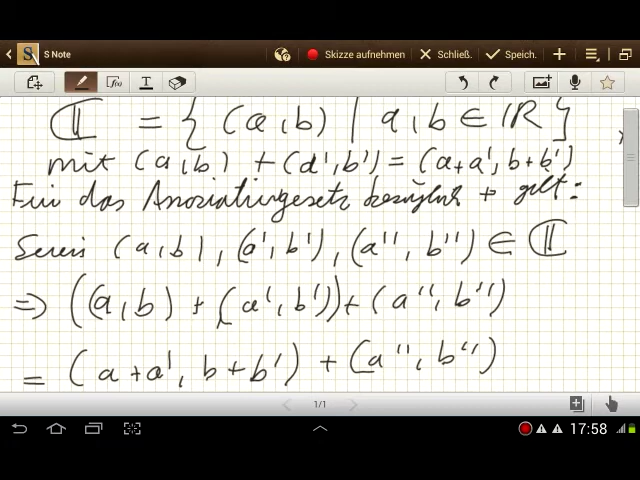 S Note
Skizze aufnehmen
Schließ.
Speich.
ℂ = { (a,b) | a,b ∈ ℝ }
mit (a,b) + (a',b') = (a+a', b+b')
Für das Assoziativgesetz bezüglich + gilt:
Seien (a,b), (a',b'), (a'',b'') ∈ ℂ
=> ((a,b) + (a',b')) + (a'',b'')
= (a+a', b+b') + (a'',b'')
1/1
17:58